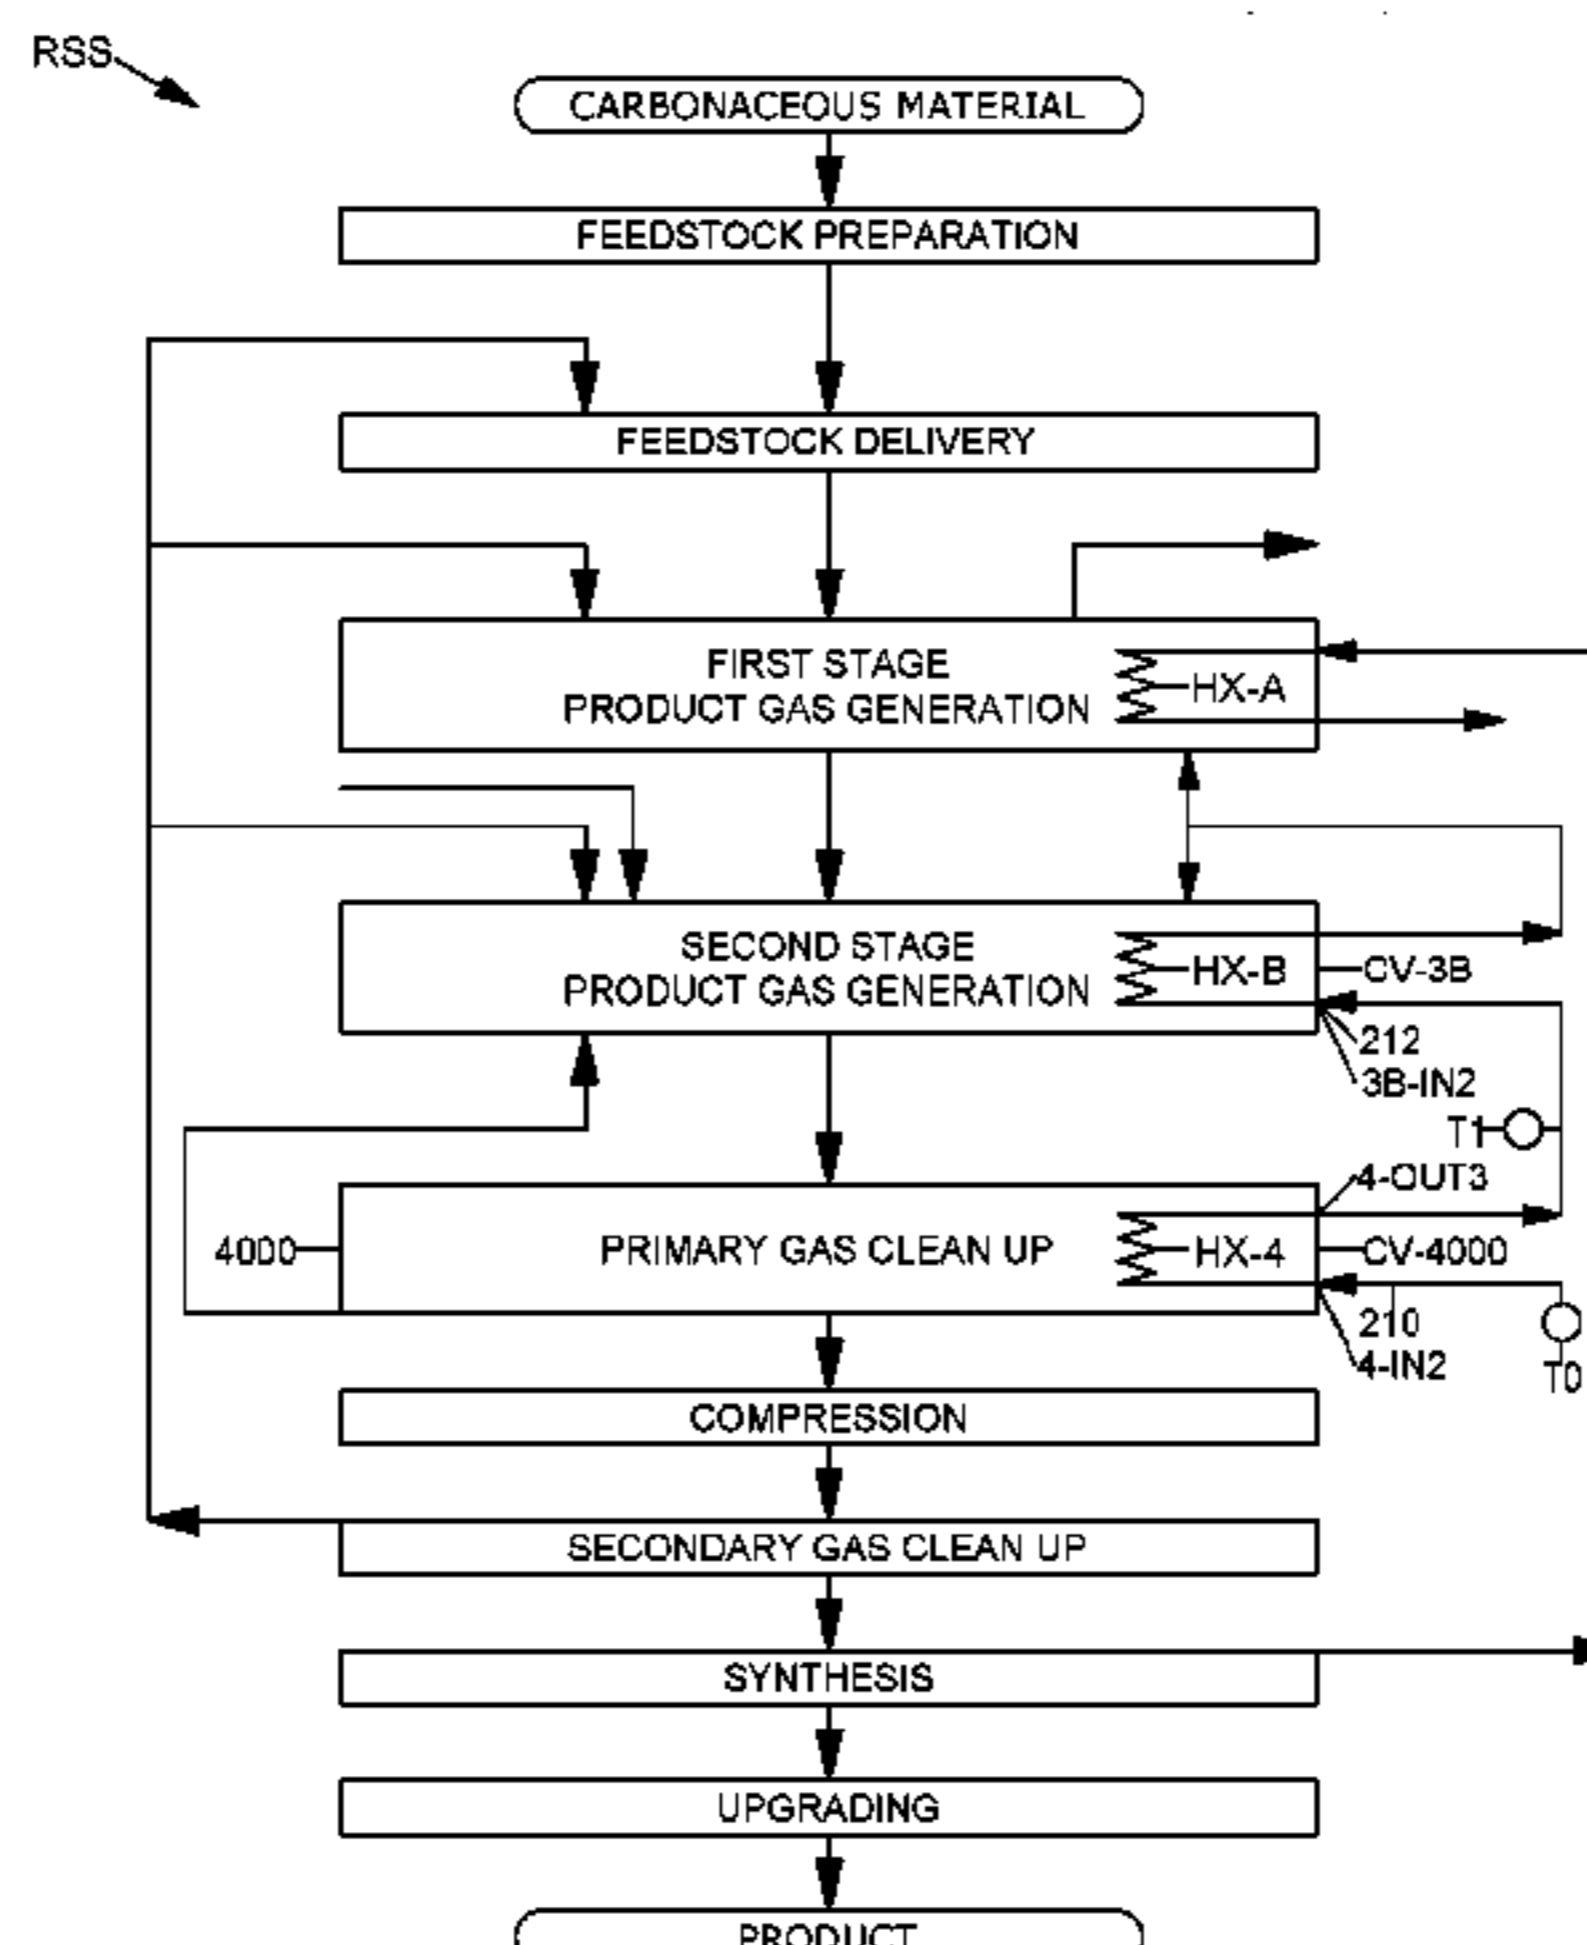 RSS
CARBONACEOUS MATERIAL
FEEDSTOCK PREPARATION
FEEDSTOCK DELIVERY
FIRST STAGE
PRODUCT GAS GENERATION
HX-A
SECOND STAGE
PRODUCT GAS GENERATION
HX-B
CV-3B
212
3B-IN2
T1
4-OUT3
4000
PRIMARY GAS CLEAN UP
HX-4
CV-4000
210
4-IN2
T0
COMPRESSION
SECONDARY GAS CLEAN UP
SYNTHESIS
UPGRADING
PRODUCT